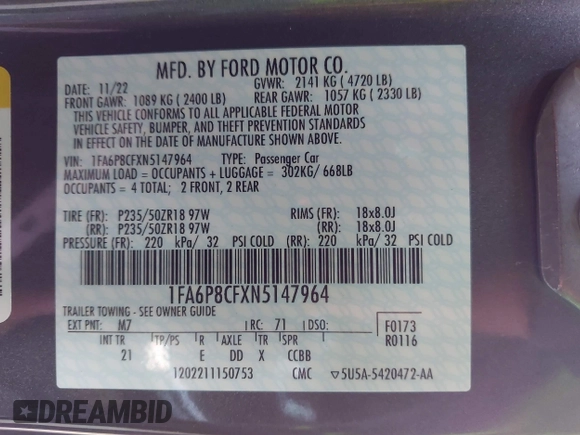 MFD. BY FORD MOTOR CO.
DATE: 11/22 GVWR: 2141 KG ( 4720 LB)
FRONT GAWR: 1089 KG ( 2400 LB) REAR GAWR: 1057 KG ( 2330 LB)
THIS VEHICLE CONFORMS TO ALL APPLICABLE FEDERAL MOTOR
VEHICLE SAFETY, BUMPER, AND THEFT PREVENTION STANDARDS
IN EFFECT ON THE DATE OF MANUFACTURE SHOWN ABOVE.
VIN: 1FA6P8CFXN5147964 TYPE: Passenger Car
MAXIMUM LOAD = OCCUPANTS + LUGGAGE = 302KG/ 668LB
OCCUPANTS = 4 TOTAL; 2 FRONT, 2 REAR
TIRE (FR): P235/50ZR18 97W RIMS (FR): 18x8.0J
(RR): P235/50ZR18 97W (RR): 18x8.0J
PRESSURE (FR): 220 kPa/ 32 PSI COLD (RR): 220 kPa/ 32 PSI COLD
1FA6P8CFXN5147964
TRAILER TOWING - SEE OWNER GUIDE
EXT PNT: M7 RC: 71 DSO: F0173
INT TR TP/PS R AXLE TR SPR R0116
21 E DD X CCBB
1202211150753 CMC ▽5U5A-5420472-AA
DREAMBID